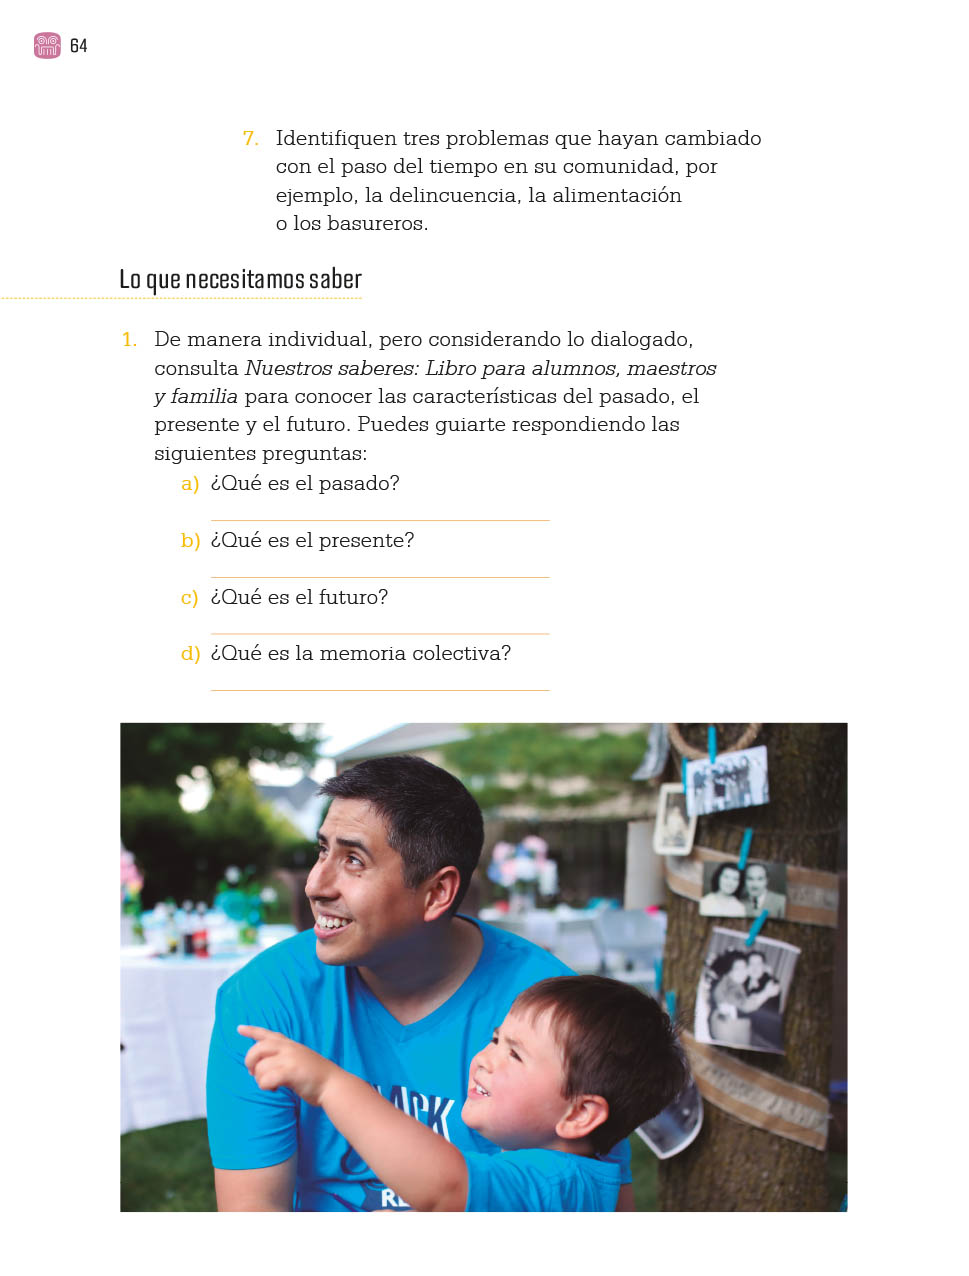 64
7. Identifiquen tres problemas que hayan cambiado
con el paso del tiempo en su comunidad, por
ejemplo, la delincuencia, la alimentación
o los basureros.
Lo que necesitamos saber
1. De manera individual, pero considerando lo dialogado,
consulta Nuestros saberes: Libro para alumnos, maestros
y familia para conocer las características del pasado, el
presente y el futuro. Puedes guiarte respondiendo las
siguientes preguntas:
a) ¿Qué es el pasado?
b) ¿Qué es el presente?
c) ¿Qué es el futuro?
d) ¿Qué es la memoria colectiva?